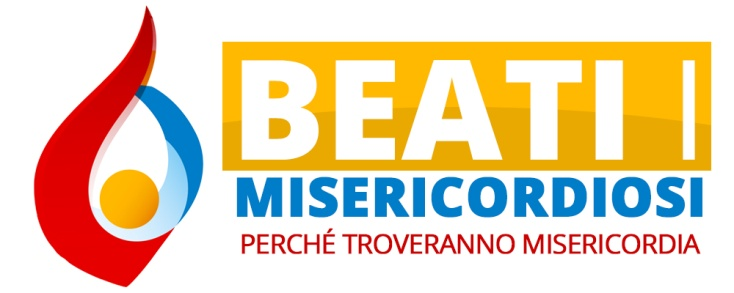 BEATI I
MISERICORDIOSI
PERCHÉ TROVERANNO MISERICORDIA